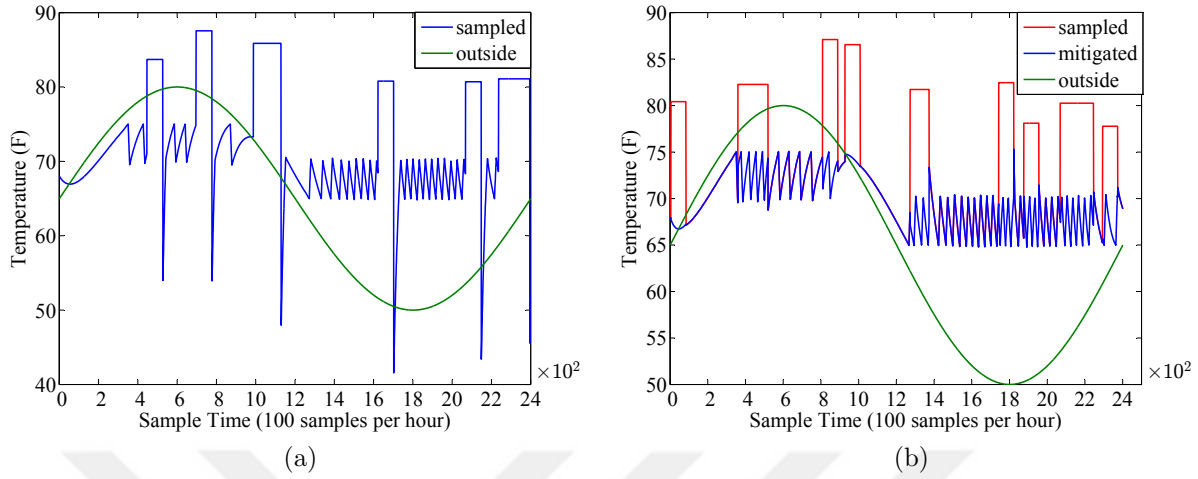 90
80
70
60
50
40
Temperature (F)
sampled
outside
0 2 4 6 8 10 12 14 16 18 20 22 24
×10²
Sample Time (100 samples per hour)
(a)
90
85
80
75
70
65
60
55
50
Temperature (F)
sampled
mitigated
outside
0 2 4 6 8 10 12 14 16 18 20 22 24
×10²
Sample Time (100 samples per hour)
(b)